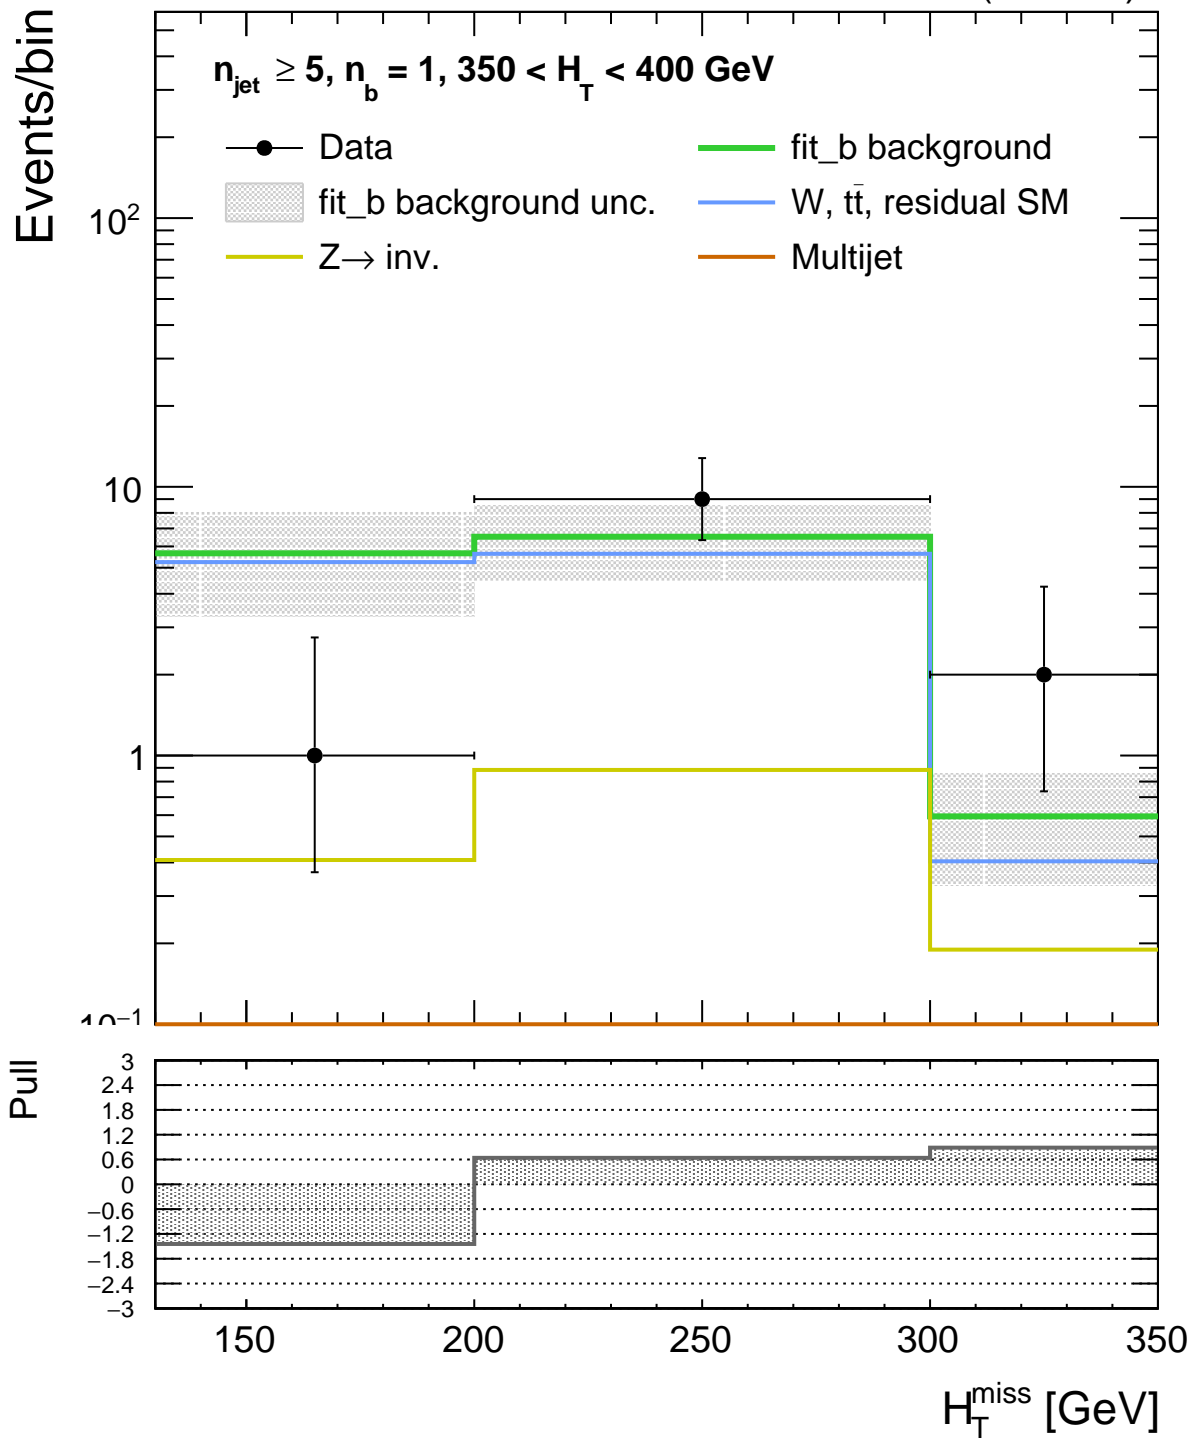 Events/bin
n_jet ≥ 5, n_b = 1, 350 < H_T < 400 GeV
Data
fit_b background
fit_b background unc.
W, tt̄, residual SM
Z→ inv.
Multijet
10²
10
1
10⁻¹
Pull
3
2.4
1.8
1.2
0.6
0
−0.6
−1.2
−1.8
−2.4
−3
150 200 250 300 350
H_T^miss [GeV]